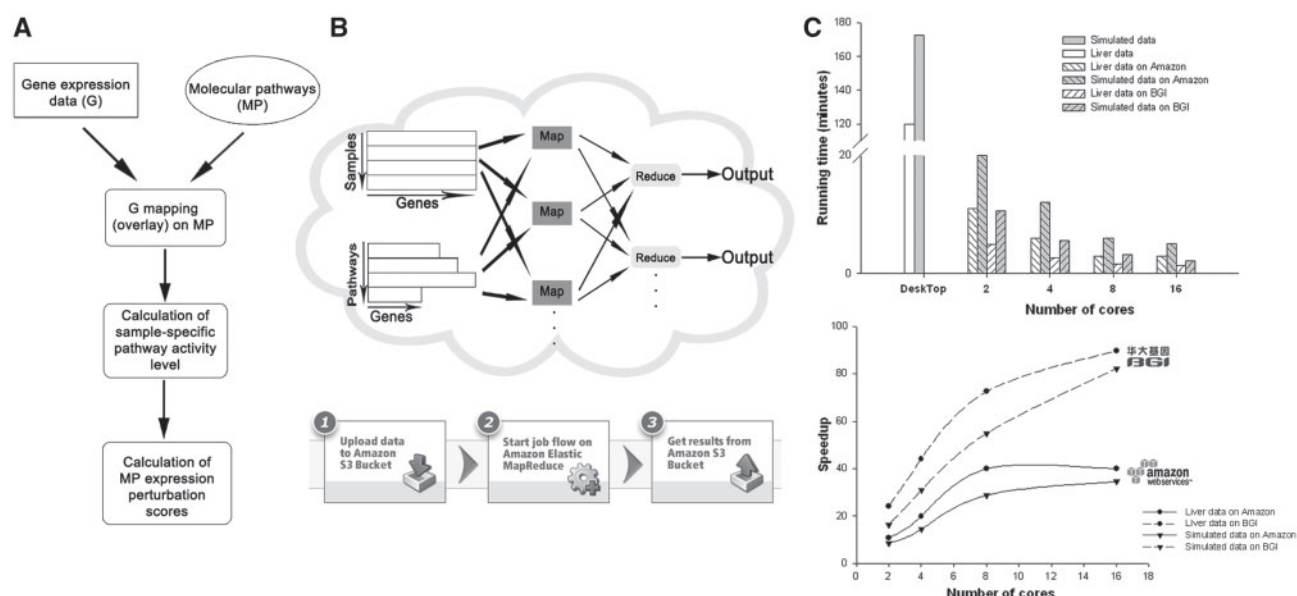 A
Gene expression
data (G)
Molecular pathways
(MP)
G mapping
(overlay) on MP
Calculation of
sample-specific
pathway activity
level
Calculation of
MP expression
perturbation
scores
B
Samples
Genes
Pathways
Genes
Map
Map
Map
Reduce
Reduce
Output
Output
1
Upload data
to Amazon
S3 Bucket
2
Start job flow on
Amazon Elastic
MapReduce
3
Get results from
Amazon S3
Bucket
C
Running time (minutes)
180
160
140
120
20
0
Simulated data
Liver data
Liver data on Amazon
Simulated data on Amazon
Liver data on BGI
Simulated data on BGI
DeskTop
2
4
8
16
Number of cores
Speedup
100
80
60
40
20
0
华大基因
BGI
amazon
webservices™
Liver data on Amazon
Liver data on BGI
Simulated data on Amazon
Simulated data on BGI
0
2
4
6
8
10
12
14
16
18
Number of cores